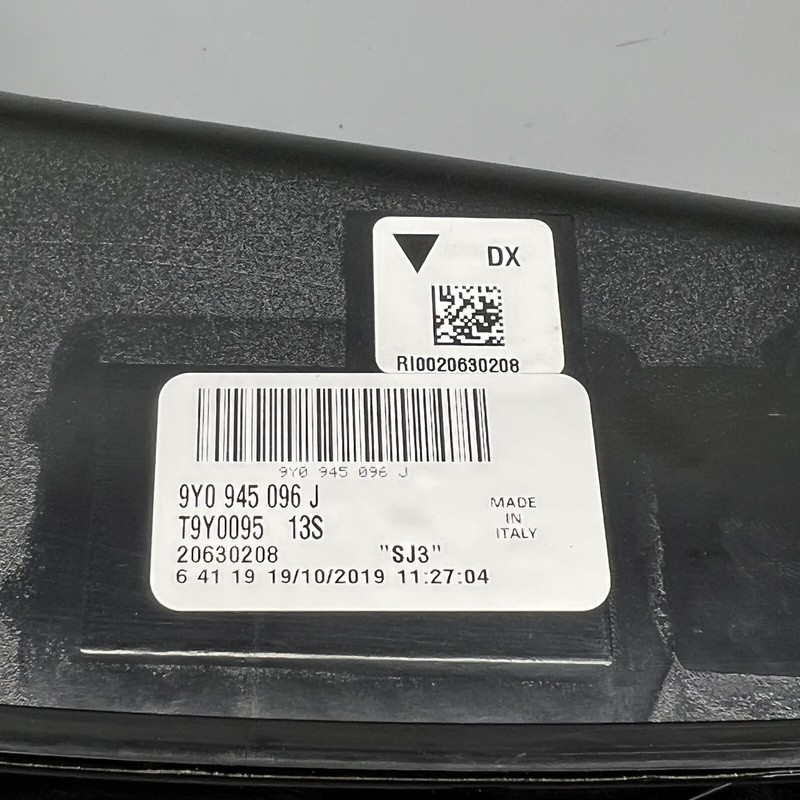 DX
RI0020630208
9Y0 945 096 J
9Y0 945 096 J
T9Y0095 13S
MADE
IN
ITALY
20630208 "SJ3"
6 41 19 19/10/2019 11:27:04